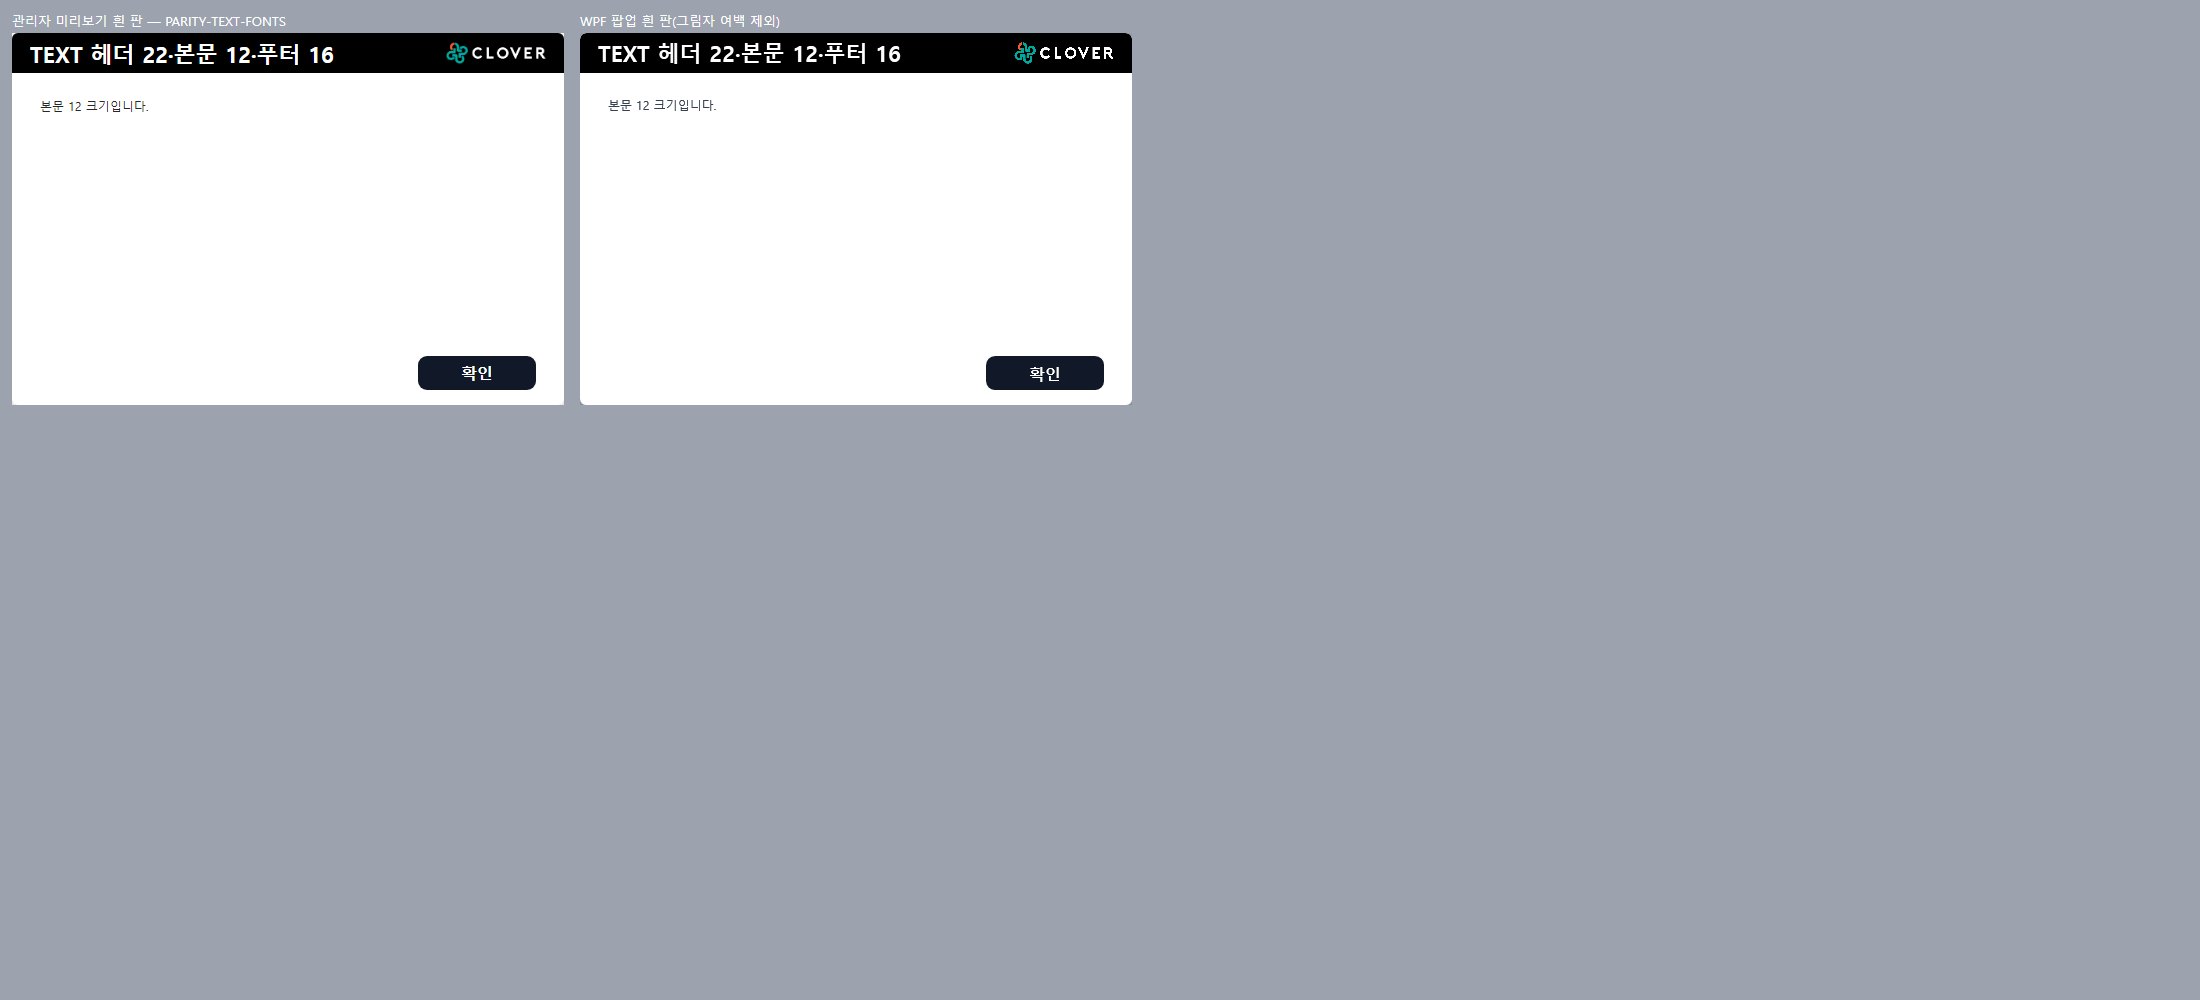 관리자 미리보기 흰 판 — PARITY-TEXT-FONTS
TEXT 헤더 22·본문 12·푸터 16
CLOVER
본문 12 크기입니다.
확인
WPF 팝업 흰 판(그림자 여백 제외)
TEXT 헤더 22·본문 12·푸터 16
CLOVER
본문 12 크기입니다.
확인